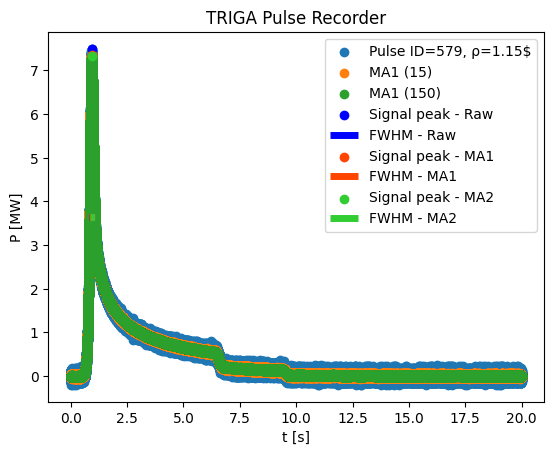 TRIGA Pulse Recorder
Pulse ID=579, ρ=1.15$
MA1 (15)
MA1 (150)
Signal peak - Raw
FWHM - Raw
Signal peak - MA1
FWHM - MA1
Signal peak - MA2
FWHM - MA2
P [MW]
7
6
5
4
3
2
1
0
0.0 2.5 5.0 7.5 10.0 12.5 15.0 17.5 20.0
t [s]